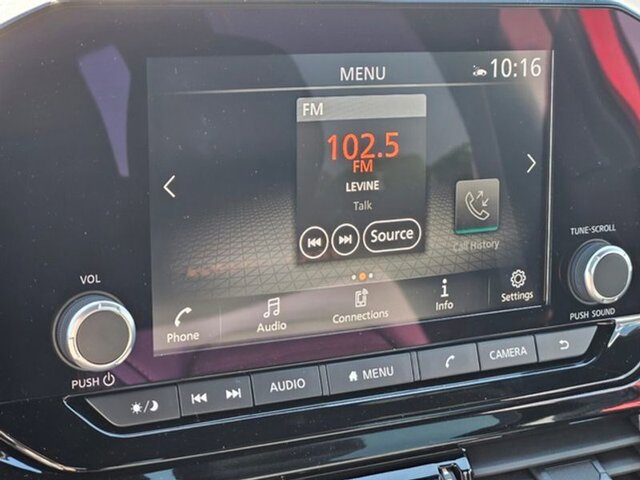 MENU
10:16
FM
102.5
FM
LEVINE
Talk
Source
Call History
Phone
Audio
Connections
Info
Settings
VOL
PUSH
TUNE·SCROLL
PUSH SOUND
AUDIO
MENU
CAMERA